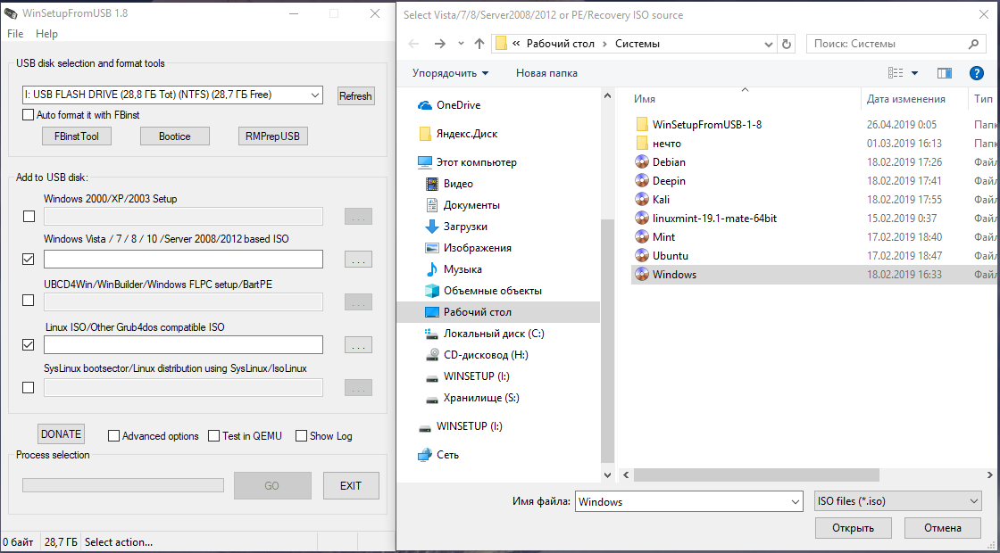 WinSetupFromUSB 1.8
File Help
USB disk selection and format tools
I: USB FLASH DRIVE (28,8 ГБ Tot) (NTFS) (28,7 ГБ Free)
Refresh
Auto format it with FBinst
FBinstTool
Bootice
RMPrepUSB
Add to USB disk:
Windows 2000/XP/2003 Setup
. . .
Windows Vista / 7 / 8 / 10 /Server 2008/2012 based ISO
. . .
UBCD4Win/WinBuilder/Windows FLPC setup/BartPE
. . .
Linux ISO/Other Grub4dos compatible ISO
. . .
SysLinux bootsector/Linux distribution using SysLinux/IsoLinux
. . .
DONATE
Advanced options
Test in QEMU
Show Log
Process selection
GO
EXIT
0 байт
28,7 ГБ
Select action...
Select Vista/7/8/Server2008/2012 or PE/Recovery ISO source
« Рабочий стол › Системы
Поиск: Системы
Упорядочить
Новая папка
?
OneDrive
Яндекс.Диск
Этот компьютер
Видео
Документы
Загрузки
Изображения
Музыка
Объемные объекты
Рабочий стол
Локальный диск (C:)
CD-дисковод (H:)
WINSETUP (I:)
Хранилище (S:)
WINSETUP (I:)
Сеть
Имя Дата изменения Тип
WinSetupFromUSB-1-8 26.04.2019 0:05 Папк
нечто 01.03.2019 16:13 Папк
Debian 18.02.2019 17:26 Файл
Deepin 18.02.2019 17:41 Файл
Kali 18.02.2019 17:55 Файл
linuxmint-19.1-mate-64bit 15.02.2019 0:37 Файл
Mint 17.02.2019 18:40 Файл
Ubuntu 17.02.2019 18:47 Файл
Windows 18.02.2019 16:33 Файл
Имя файла: Windows
ISO files (*.iso)
Открыть
Отмена